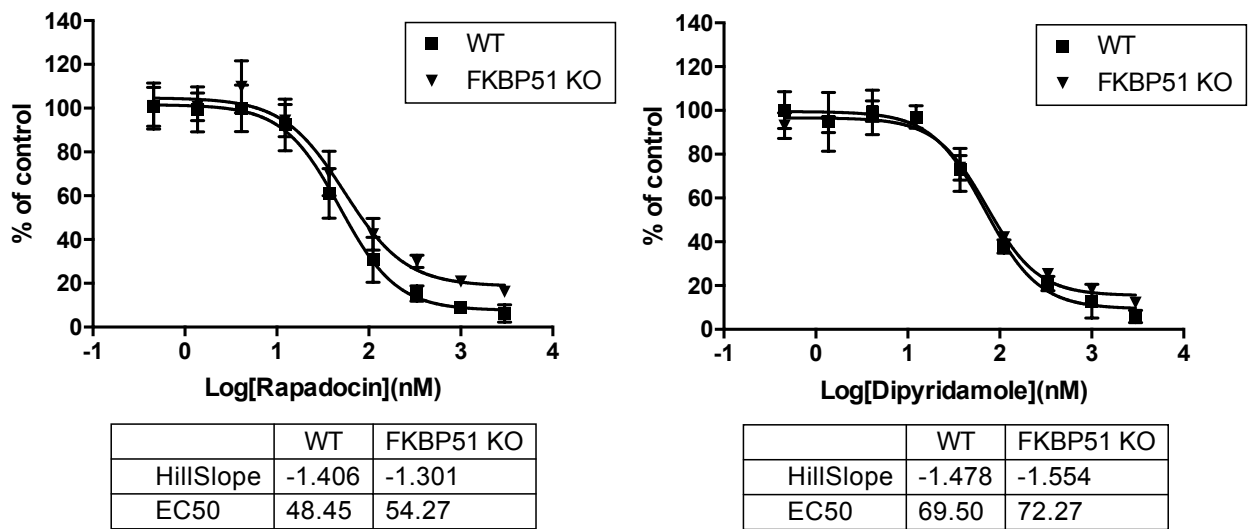 140
120
100
80
60
40
20
0
% of control
-1 0 1 2 3 4
Log[Rapadocin](nM)
WT
FKBP51 KO
WT FKBP51 KO
HillSlope -1.406 -1.301
EC50 48.45 54.27
140
120
100
80
60
40
20
0
% of control
-1 0 1 2 3 4
Log[Dipyridamole](nM)
WT
FKBP51 KO
WT FKBP51 KO
HillSlope -1.478 -1.554
EC50 69.50 72.27